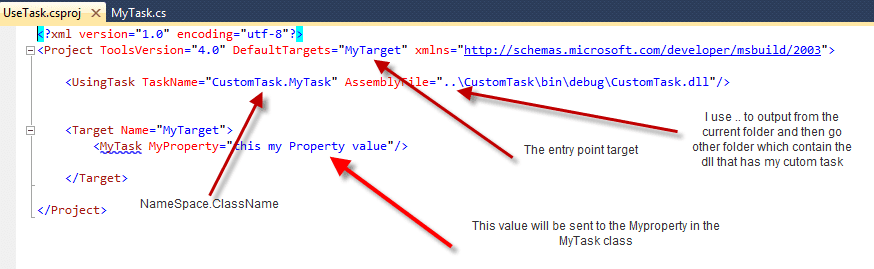 UseTask.csproj X MyTask.cs
<?xml version="1.0" encoding="utf-8"?>
<Project ToolsVersion="4.0" DefaultTargets="MyTarget" xmlns="http://schemas.microsoft.com/developer/msbuild/2003">
<UsingTask TaskName="CustomTask.MyTask" AssemblyFile="..\CustomTask\bin\debug\CustomTask.dll"/>
I use .. to output from the
current folder and then go
other folder which contain the
dll that has my cutom task
<Target Name="MyTarget">
<MyTask MyProperty="this my Property value"/>
The entry point target
</Target>
NameSpace.ClassName
</Project>
This value will be sent to the Myproperty in the
MyTask class